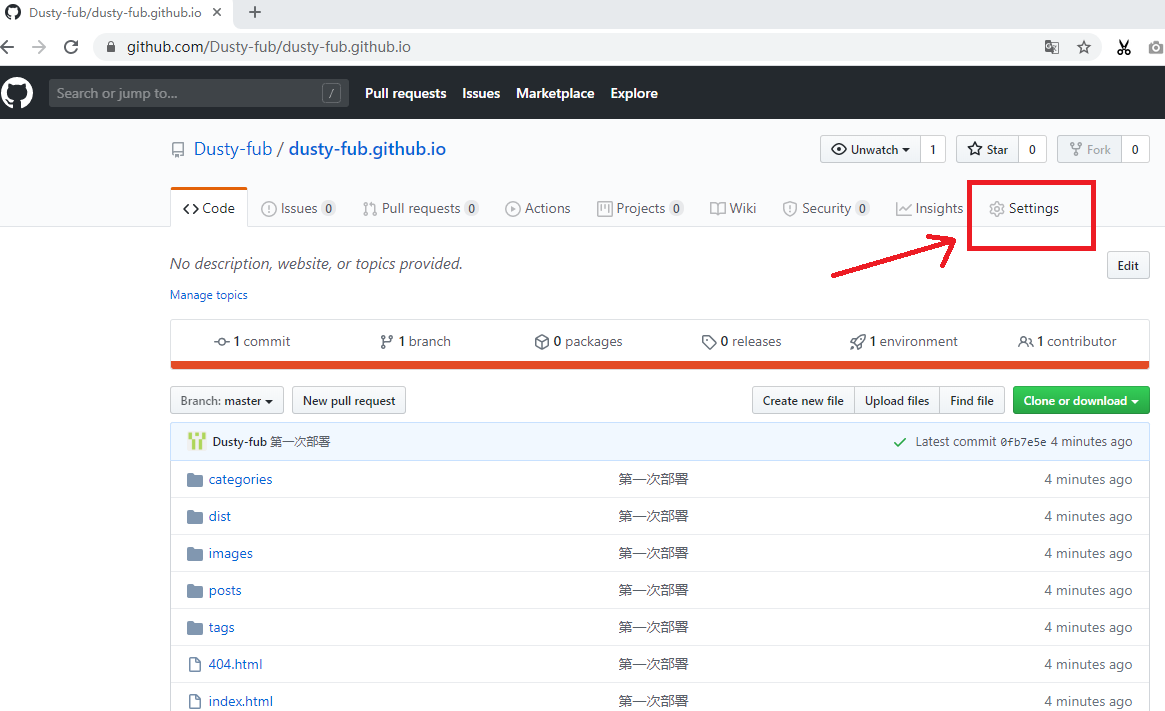 Dusty-fub/dusty-fub.github.io
github.com/Dusty-fub/dusty-fub.github.io
Search or jump to... / Pull requests Issues Marketplace Explore
Dusty-fub / dusty-fub.github.io Unwatch 1 Star 0 Fork 0
Code Issues 0 Pull requests 0 Actions Projects 0 Wiki Security 0 Insights Settings
No description, website, or topics provided. Edit
Manage topics
1 commit 1 branch 0 packages 0 releases 1 environment 1 contributor
Branch: master New pull request Create new file Upload files Find file Clone or download
Dusty-fub 第一次部署 Latest commit 0fb7e5e 4 minutes ago
categories 第一次部署 4 minutes ago
dist 第一次部署 4 minutes ago
images 第一次部署 4 minutes ago
posts 第一次部署 4 minutes ago
tags 第一次部署 4 minutes ago
404.html 第一次部署 4 minutes ago
index.html 第一次部署 4 minutes ago